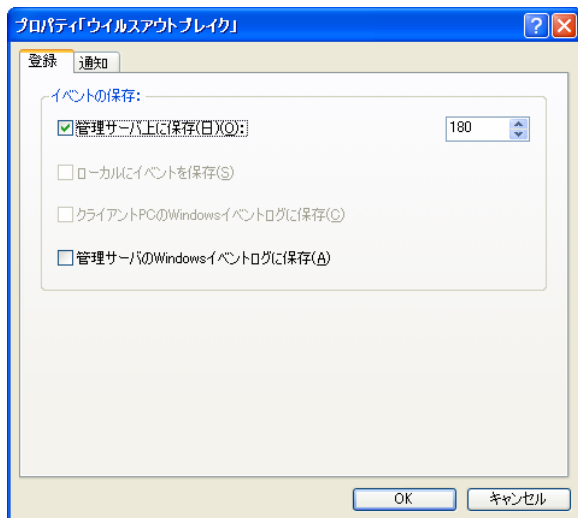 プロパティ「ウイルスアウトブレイク」
登録 通知
イベントの保存:
管理サーバ上に保存(日)(O): 180
ローカルにイベントを保存(S)
クライアントPCのWindowsイベントログに保存(C)
管理サーバのWindowsイベントログに保存(A)
OK キャンセル